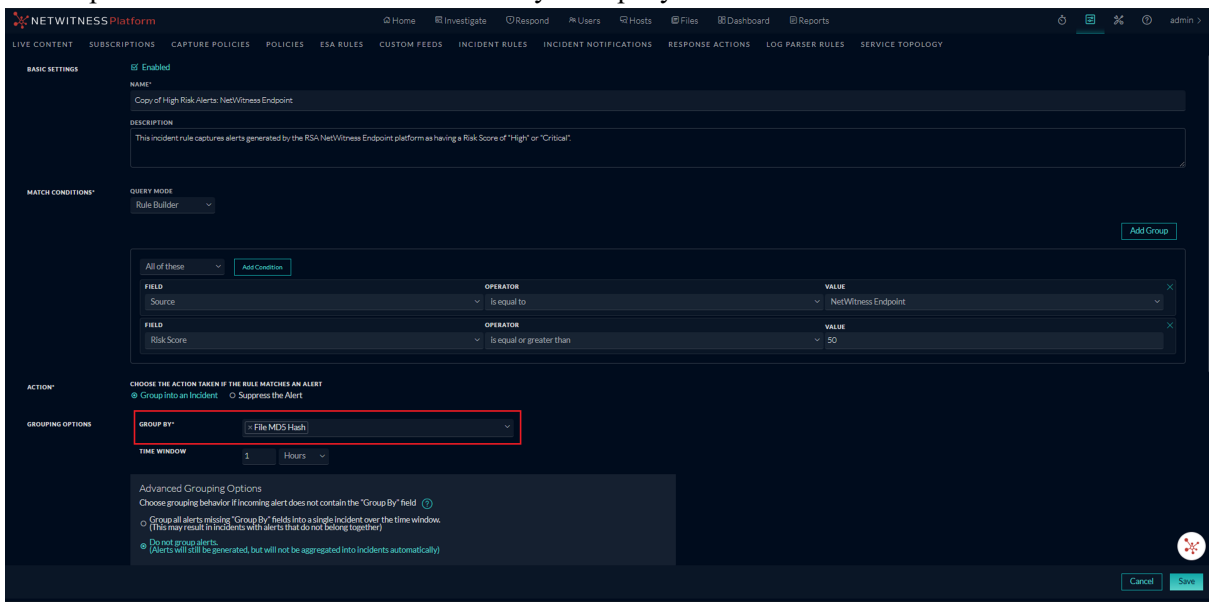 NETWITNESS Platform
Home Investigate Respond Users Hosts Files Dashboard Reports admin >
LIVE CONTENT SUBSCRIPTIONS CAPTURE POLICIES POLICIES ESA RULES CUSTOM FEEDS INCIDENT RULES INCIDENT NOTIFICATIONS RESPONSE ACTIONS LOG PARSER RULES SERVICE TOPOLOGY
BASIC SETTINGS Enabled
NAME*
Copy of High Risk Alerts: NetWitness Endpoint
DESCRIPTION
This incident rule captures alerts generated by the RSA NetWitness Endpoint platform as having a Risk Score of "High" or "Critical".
MATCH CONDITIONS* QUERY MODE
Rule Builder
Add Group
All of these Add Condition
FIELD OPERATOR VALUE
Source is equal to NetWitness Endpoint
FIELD OPERATOR VALUE
Risk Score is equal or greater than 50
ACTION* CHOOSE THE ACTION TAKEN IF THE RULE MATCHES AN ALERT
Group into an Incident Suppress the Alert
GROUPING OPTIONS GROUP BY* × File MD5 Hash
TIME WINDOW 1 Hours
Advanced Grouping Options
Choose grouping behavior if incoming alert does not contain the "Group By" field ?
Group all alerts missing "Group By" fields into a single incident over the time window.
(This may result in incidents with alerts that do not belong together)
Do not group alerts.
(Alerts will still be generated, but will not be aggregated into incidents automatically)
Cancel Save